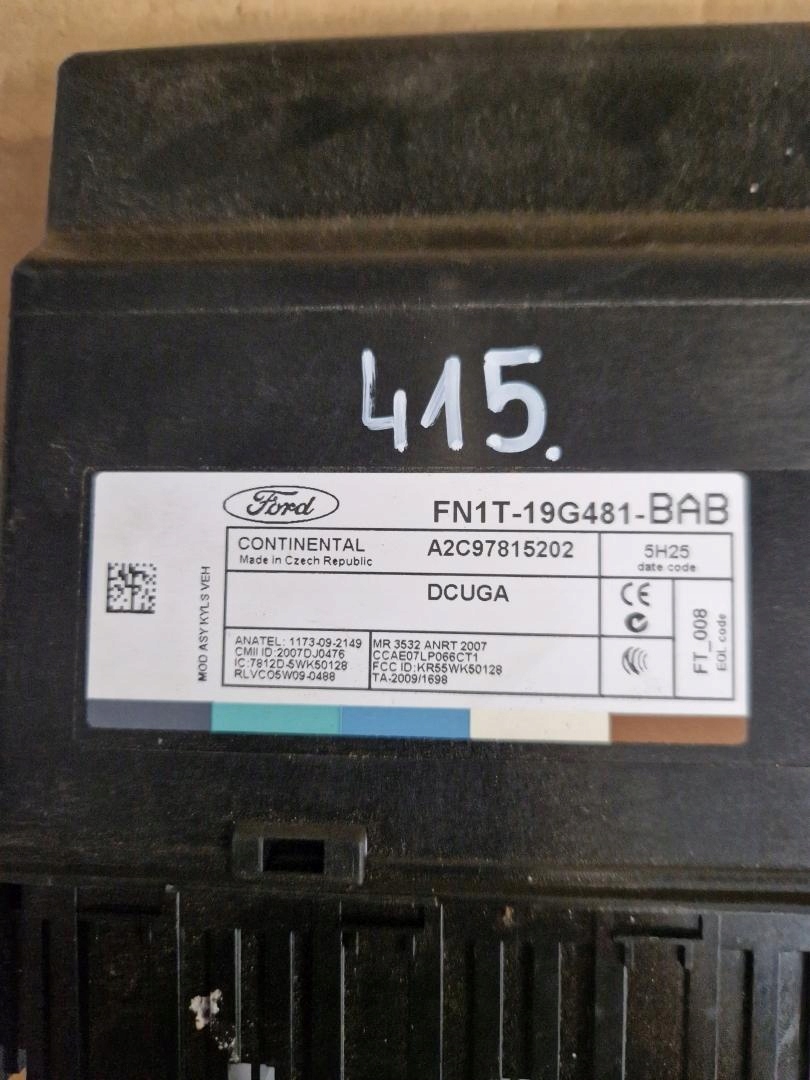 415.
Ford
FN1T-19G481-BAB
CONTINENTAL
Made in Czech Republic
A2C97815202
5H25
date code
DCUGA
CE
MOD ASY KYLS VEH
ANATEL: 1173-09-2149
CMII ID:2007DJ0476
IC:7812D-5WK50128
RLVCO5W09-0488
MR 3532 ANRT 2007
CCAE07LP066CT1
FCC ID:KR55WK50128
TA-2009/1698
FT_008
EOL code